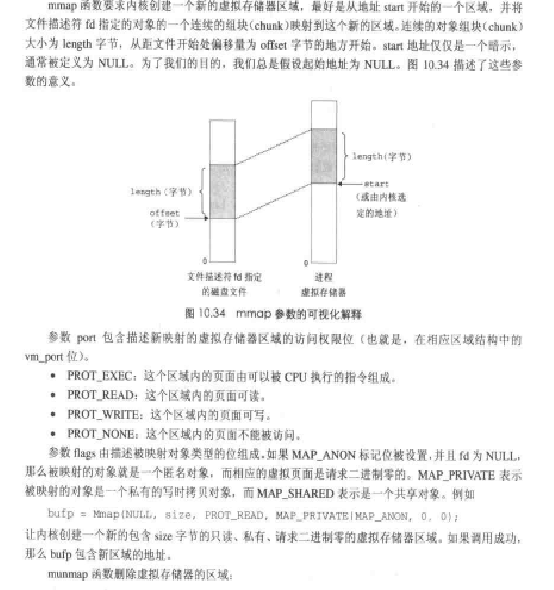 mmap 函数要求内核创建一个新的虚拟存储器区域，最好是从地址 start 开始的一个区域，并将
文件描述符 fd 指定的对象的一个连续的组块(chunk)映射到这个新的区域。连续的对象组块(chunk)
大小为 length 字节，从距文件开始处偏移量为 offset 字节的地方开始。start 地址仅仅是一个暗示，
通常被定义为 NULL。为了我们的目的，我们总是假设起始地址为 NULL。图 10.34 描述了这些参
数的意义。
length(字节)
length（字节）
start
（或由内核选
定的地址）
offset
（字节）
0
0
文件描述符fd 指定
的磁盘文件
进程
虚拟存储器
图 10.34 mmap 参数的可视化解释
参数 port 包含描述新映射的虚拟存储器区域的访问权限位（也就是，在相应区域结构中的
vm_port 位）。
• PROT_EXEC：这个区域内的页面由可以被 CPU 执行的指令组成。
• PROT_READ：这个区域内的页面可读。
• PROT_WRITE：这个区域内的页面可写。
• PROT_NONE：这个区域内的页面不能被访问。
参数 flags 由描述被映射对象类型的位组成。如果 MAP_ANON 标记位被设置，并且 fd 为 NULL，
那么被映射的对象就是一个匿名对象，而相应的虚拟页面是请求二进制零的。MAP_PRIVATE 表示
被映射的对象是一个私有的写时拷贝对象，而 MAP_SHARED 表示是一个共享对象。例如
bufp = Mmap(NULL, size, PROT_READ, MAP_PRIVATE|MAP_ANON, 0, 0);
让内核创建一个新的包含 size 字节的只读、私有、请求二进制零的虚拟存储器区域。如果调用成功，
那么 bufp 包含新区域的地址。
munmap 函数删除虚拟存储器的区域：